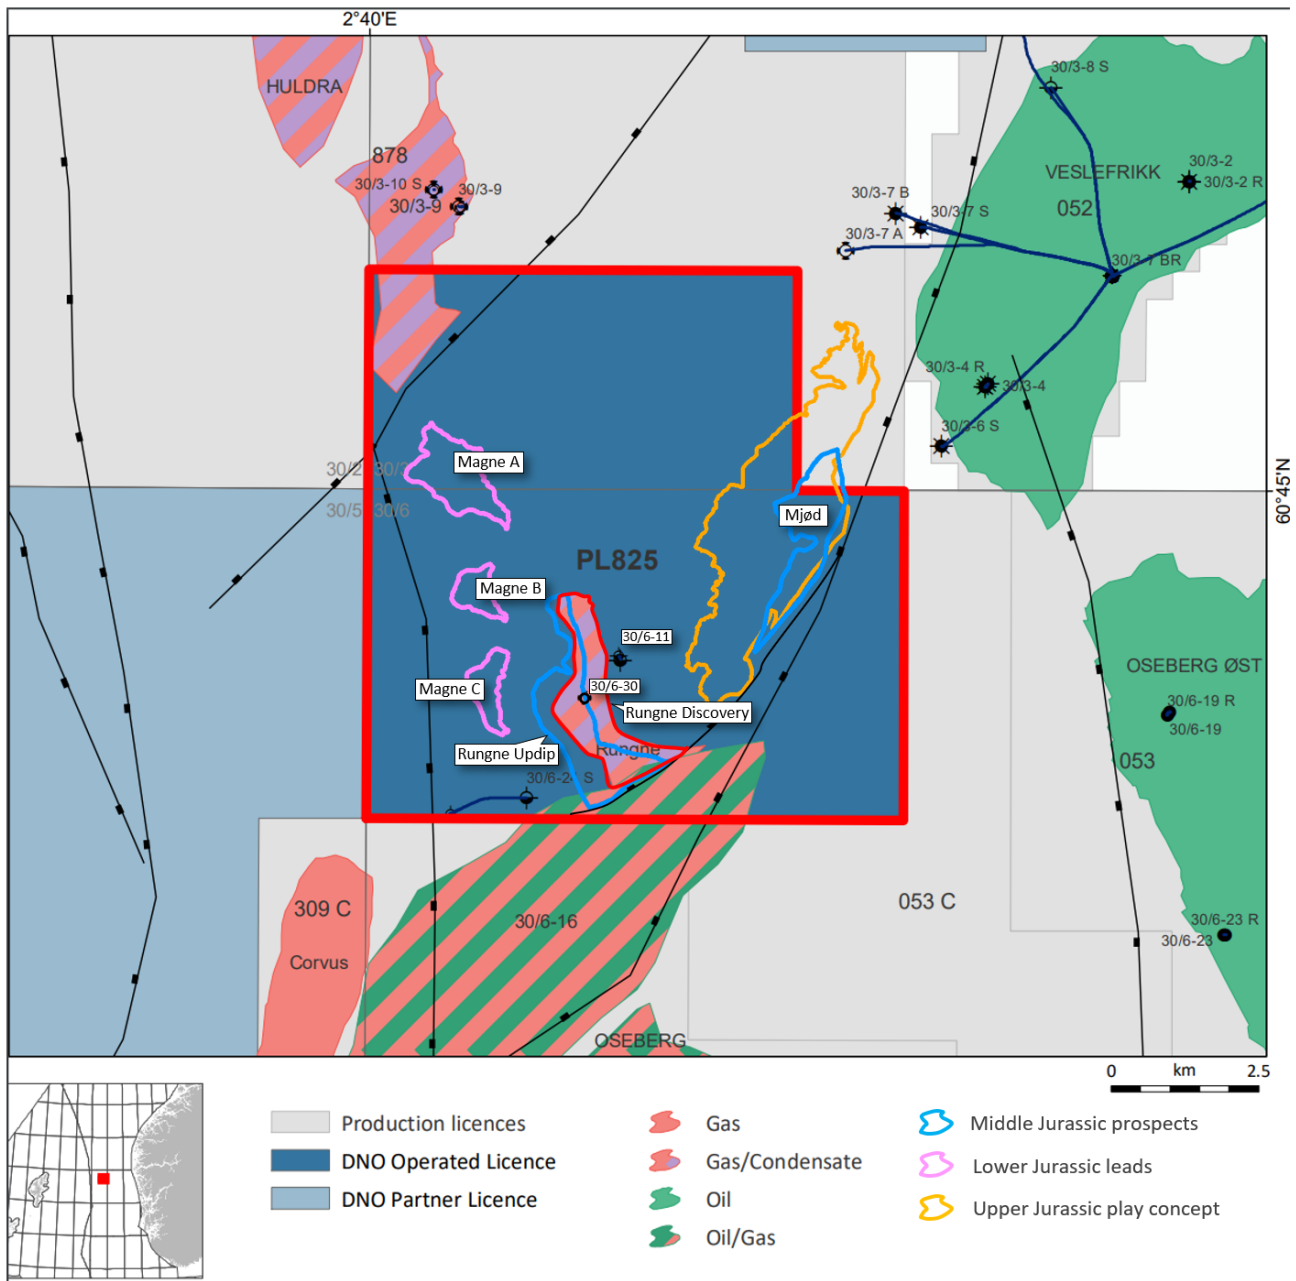 2°40'E
HULDRA
878
30/3-10 S
30/3-9
30/3-9
30/3-8 S
VESLEFRIKK
052
30/3-2
30/3-2 R
30/3-7 B
30/3-7 S
30/3-7 A
30/3-7 BR
30/3-4 R
30/3-4
30/3-6 S
Magne A
30/2
30/5
30/6
60°45'N
Mjød
PL825
Magne B
30/6-11
30/6-30
Magne C
Rungne Discovery
Rungne Updip
Rungne
OSEBERG ØST
30/6-19 R
30/6-19
053
309 C
Corvus
30/6-16
053 C
30/6-23 R
30/6-23
OSEBERG
0 km 2.5
Production licences
DNO Operated Licence
DNO Partner Licence
Gas
Gas/Condensate
Oil
Oil/Gas
Middle Jurassic prospects
Lower Jurassic leads
Upper Jurassic play concept